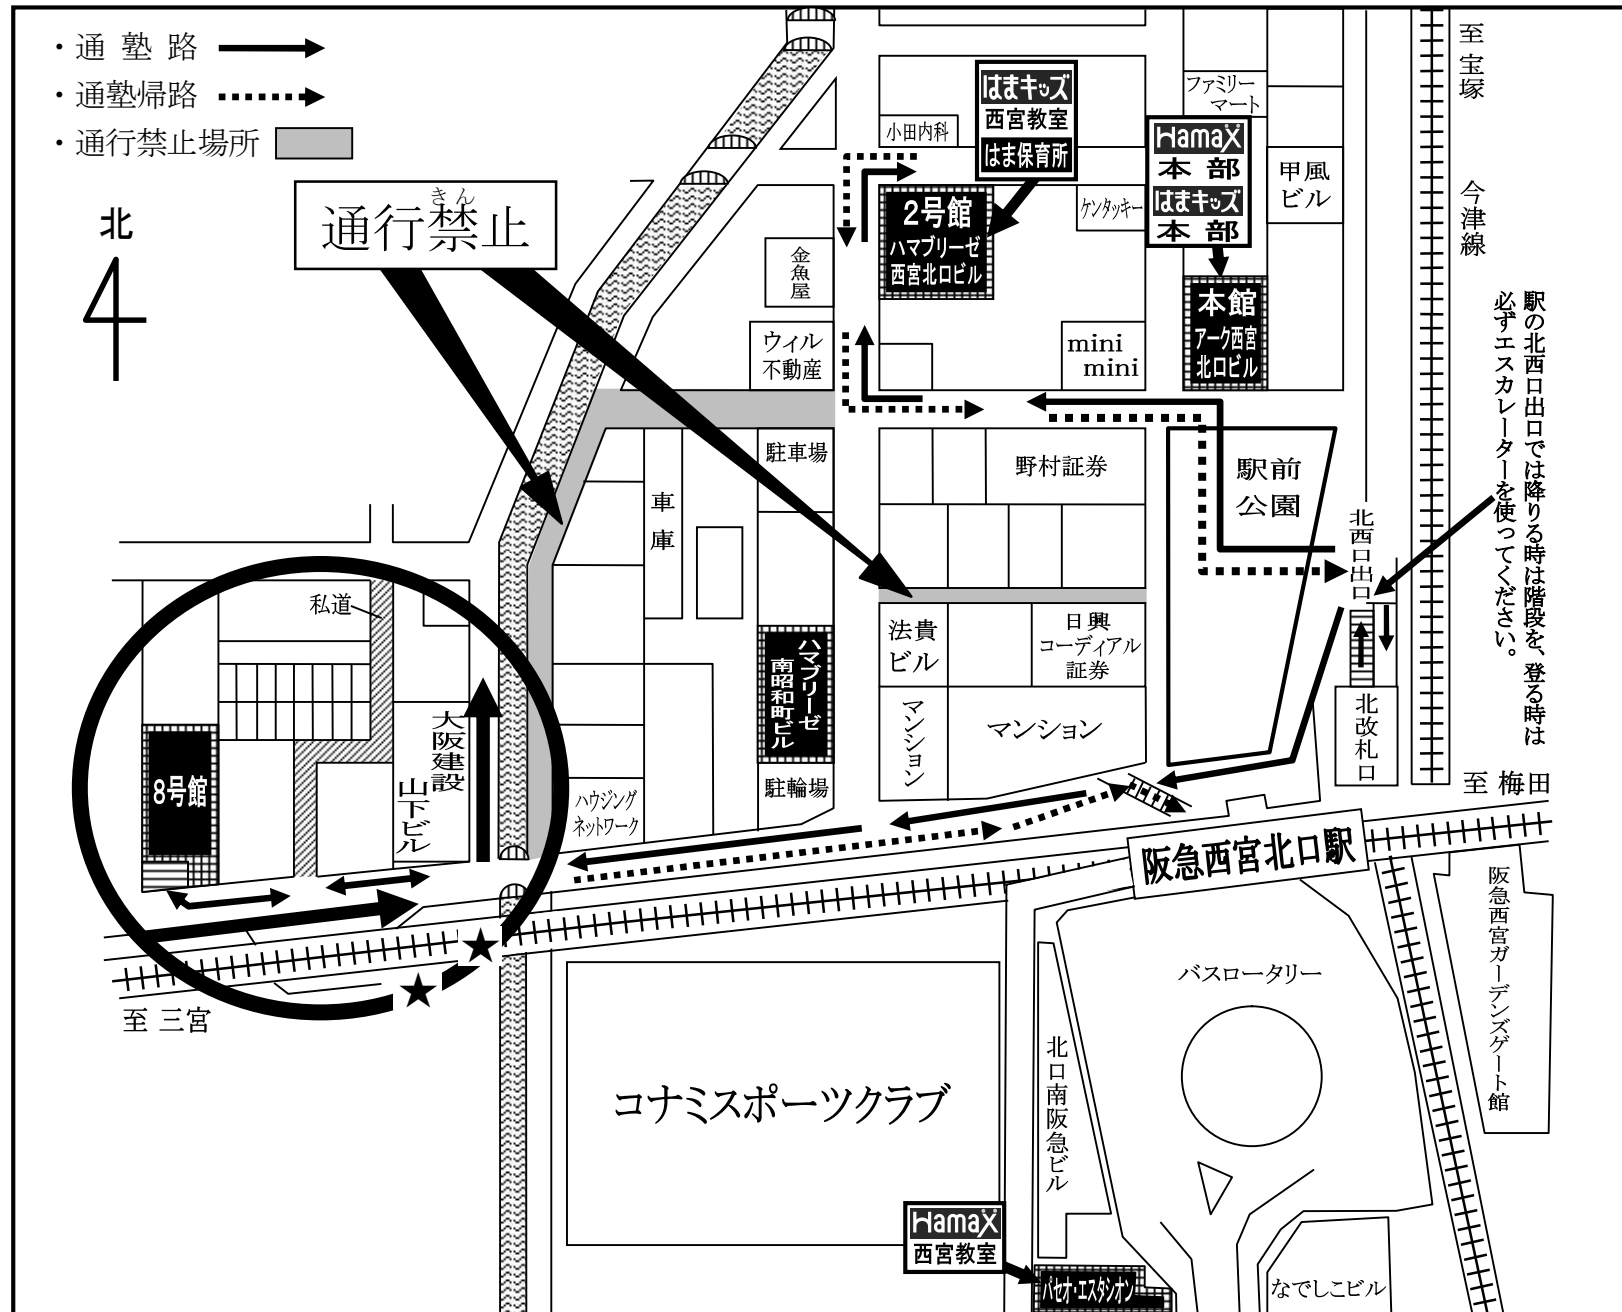 ・通 塾 路
・通塾帰路
・通行禁止場所
北
きん
通行禁止
至宝塚
今津線
駅の北西口出口では降りる時は階段を、登る時は
必ずエスカレーターを使ってください。
ファミリー
マート
はまキッズ
西宮教室
はま保育所
小田内科
HamaX
本 部
はまキッズ
本 部
甲風
ビル
2号館
ハマブリーゼ
西宮北口ビル
ケンタッキー
金魚屋
ウィル
不動産
mini
mini
本館
アーク西宮
北口ビル
駐車場
車庫
野村証券
駅前
公園
北西口出口
私道
法貴
ビル
日興
コーディアル
証券
ハマブリーゼ
南昭和町ビル
マンション
マンション
北改札口
大阪建設
山下ビル
8号館
ハウジング
ネットワーク
駐輪場
至 梅田
阪急西宮北口駅
阪急西宮ガーデンズゲート館
★
★
至 三宮
バスロータリー
コナミスポーツクラブ
北口南阪急ビル
HamaX
西宮教室
パセオ・エスタシオン
なでしこビル